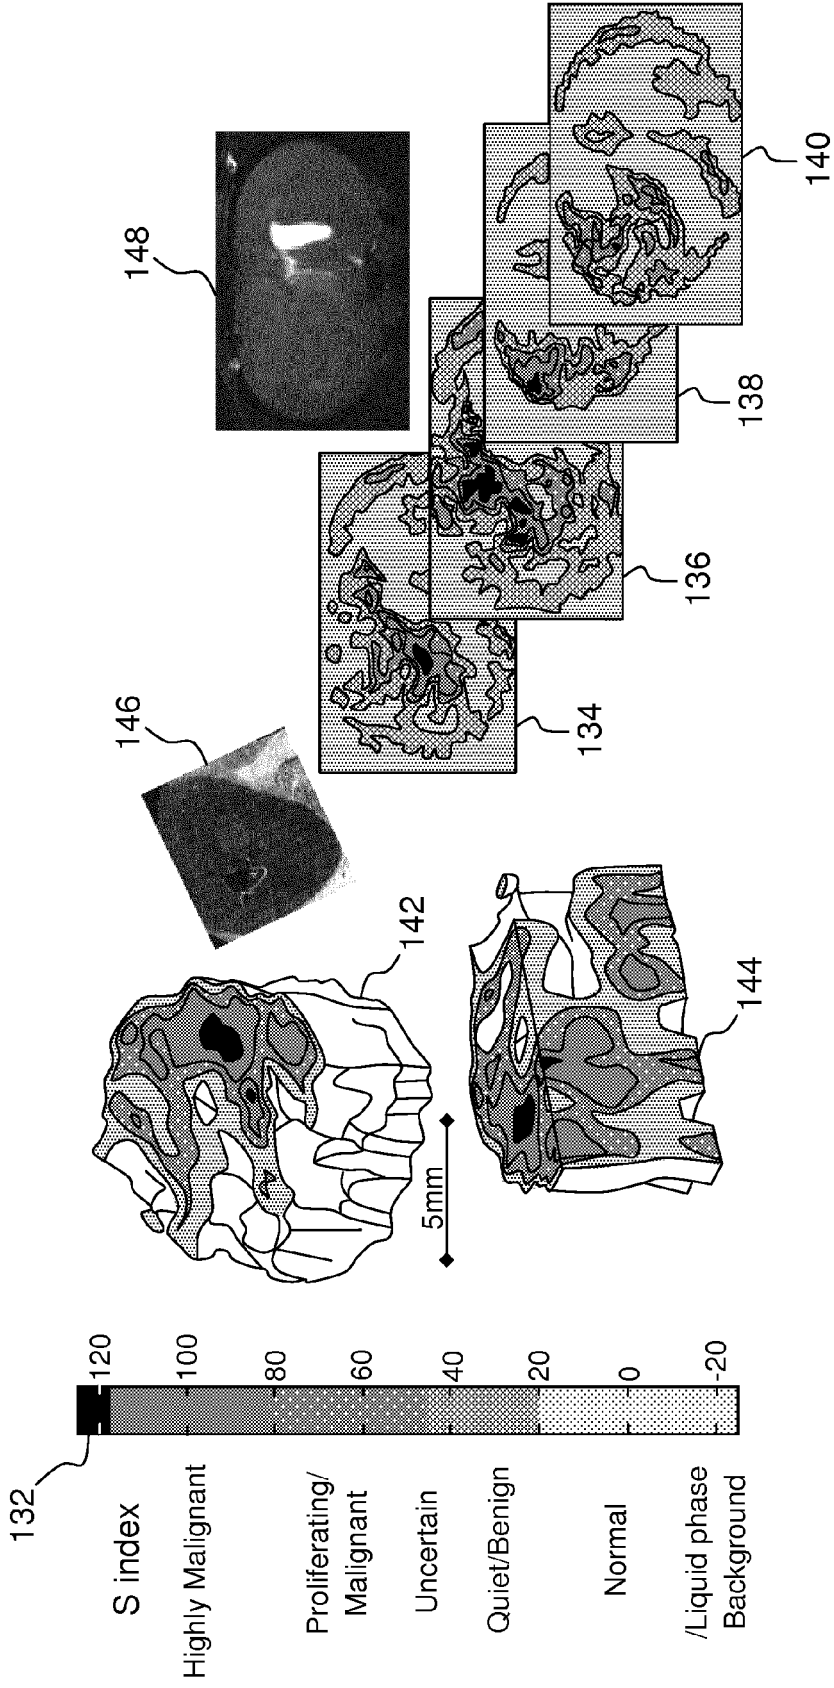 132
S index
Highly Malignant
Proliferating/
Malignant
Uncertain
Quiet/Benign
Normal
/Liquid phase
Background
120
100
80
60
40
20
0
-20
5mm
142
144
146
134
136
138
140
148